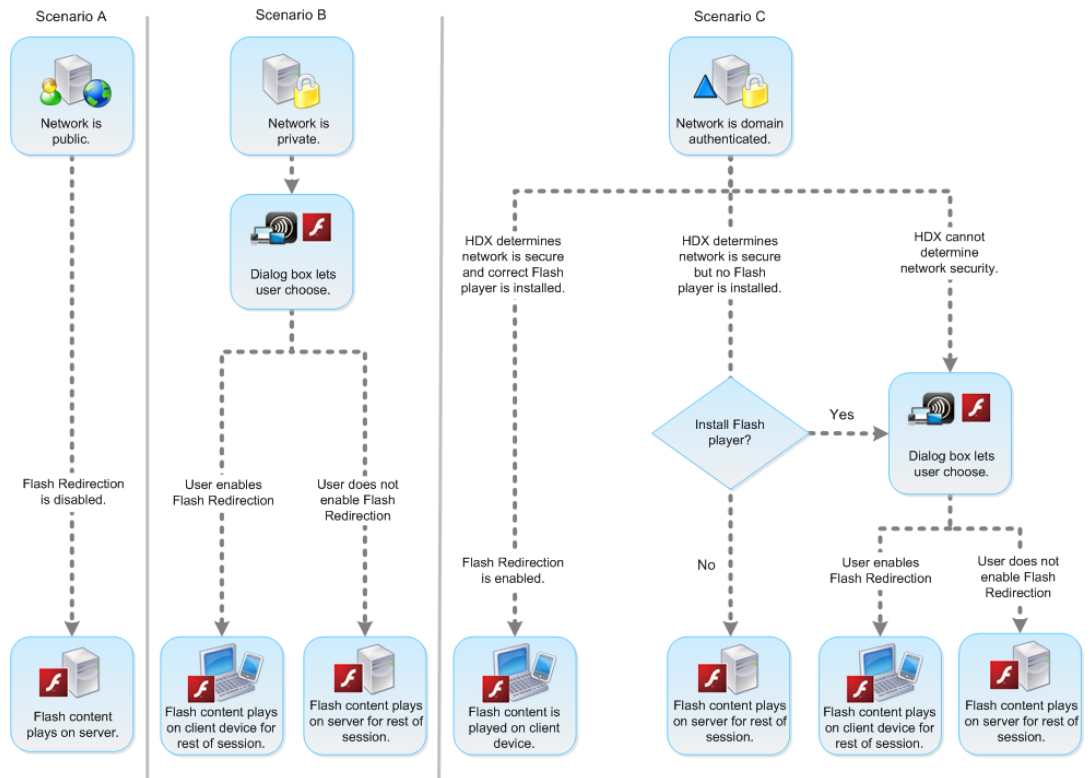 Scenario A
Network is
public.
Flash Redirection
is disabled.
Flash content
plays on server.
Scenario B
Network is
private.
Dialog box lets
user choose.
User enables
Flash Redirection
User does not
enable Flash
Redirection
Flash content plays
on client device for
rest of session.
Flash content plays
on server for rest of
session.
Scenario C
Network is domain
authenticated.
HDX determines
network is secure
and correct Flash
player is installed.
HDX determines
network is secure
but no Flash
player is installed.
HDX cannot
determine
network security.
Install Flash
player?
Yes
Dialog box lets
user choose.
Flash Redirection
is enabled.
No
User enables
Flash Redirection
User does not
enable Flash
Redirection
Flash content is
played on client
device.
Flash content plays
on server for rest of
session.
Flash content plays
on client device for
rest of session.
Flash content plays
on server for rest of
session.